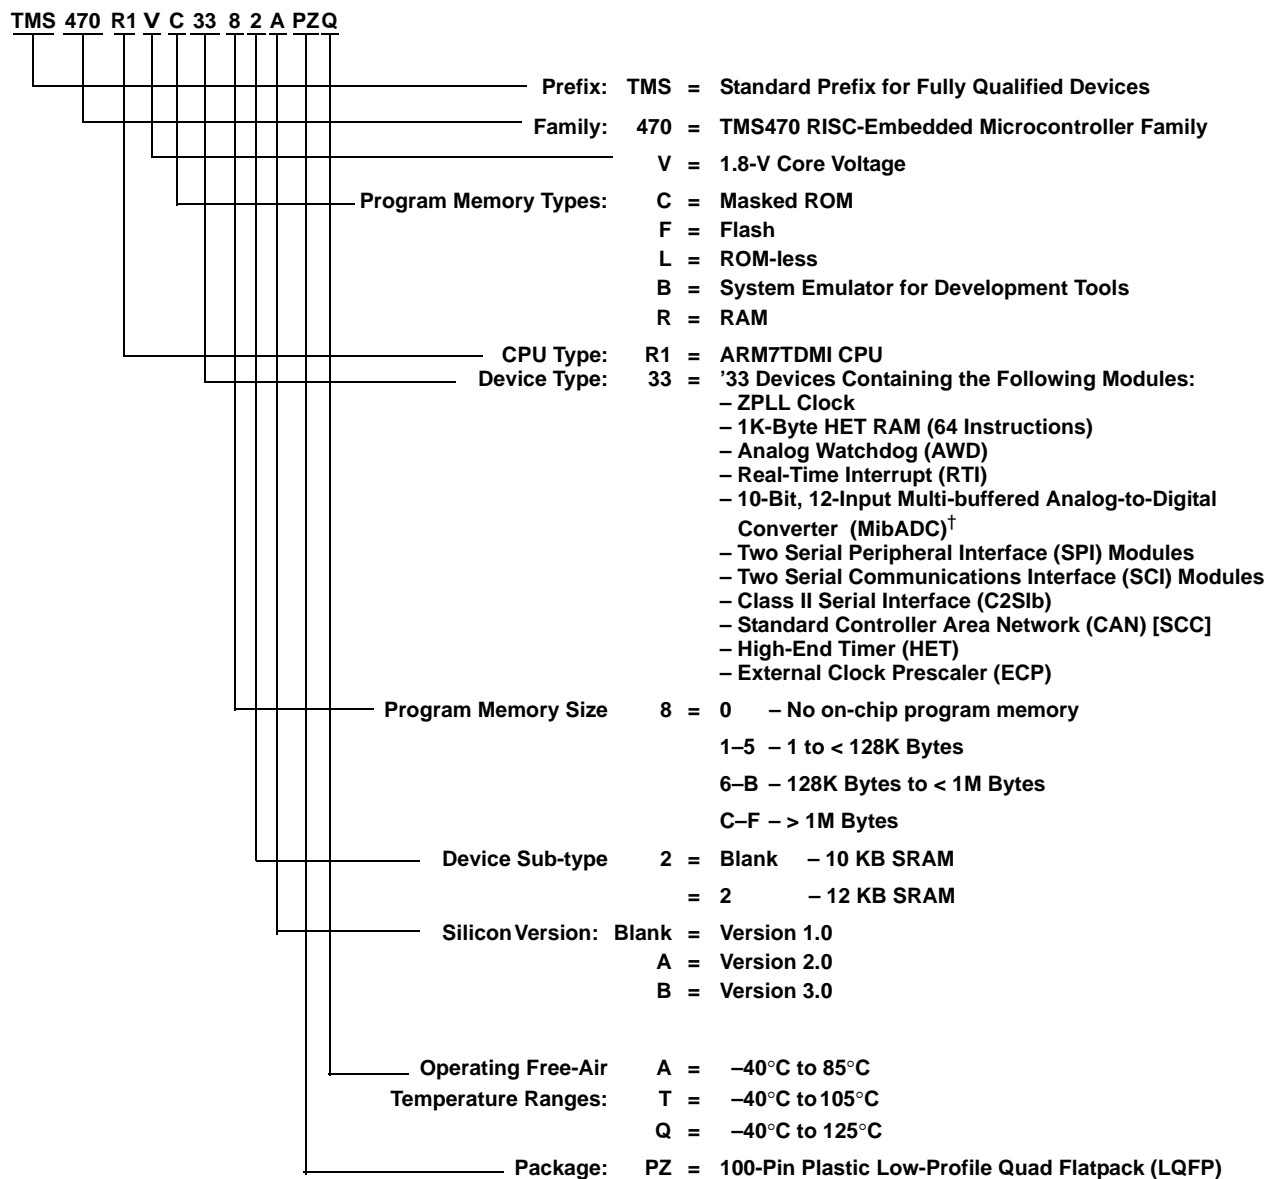 TMS 470 R1 V C 33 8 2 A PZ Q
Prefix: TMS = Standard Prefix for Fully Qualified Devices
Family: 470 = TMS470 RISC-Embedded Microcontroller Family
V = 1.8-V Core Voltage
Program Memory Types: C = Masked ROM
F = Flash
L = ROM-less
B = System Emulator for Development Tools
R = RAM
CPU Type: R1 = ARM7TDMI CPU
Device Type: 33 = ’33 Devices Containing the Following Modules:
– ZPLL Clock
– 1K-Byte HET RAM (64 Instructions)
– Analog Watchdog (AWD)
– Real-Time Interrupt (RTI)
– 10-Bit, 12-Input Multi-buffered Analog-to-Digital
Converter (MibADC)†
– Two Serial Peripheral Interface (SPI) Modules
– Two Serial Communications Interface (SCI) Modules
– Class II Serial Interface (C2SIb)
– Standard Controller Area Network (CAN) [SCC]
– High-End Timer (HET)
– External Clock Prescaler (ECP)
Program Memory Size 8 = 0 – No on-chip program memory
1–5 – 1 to < 128K Bytes
6–B – 128K Bytes to < 1M Bytes
C–F – > 1M Bytes
Device Sub-type 2 = Blank – 10 KB SRAM
= 2 – 12 KB SRAM
Silicon Version: Blank = Version 1.0
A = Version 2.0
B = Version 3.0
Operating Free-Air A = –40°C to 85°C
Temperature Ranges: T = –40°C to 105°C
Q = –40°C to 125°C
Package: PZ = 100-Pin Plastic Low-Profile Quad Flatpack (LQFP)